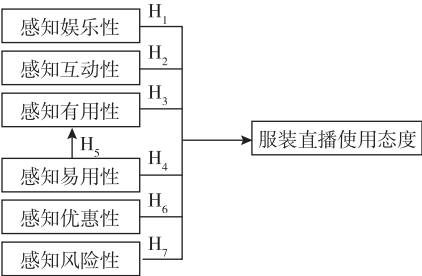 感知娱乐性 H1
感知互动性 H2
感知有用性 H3
服装直播使用态度
H5
感知易用性 H4
感知优惠性 H6
感知风险性 H7